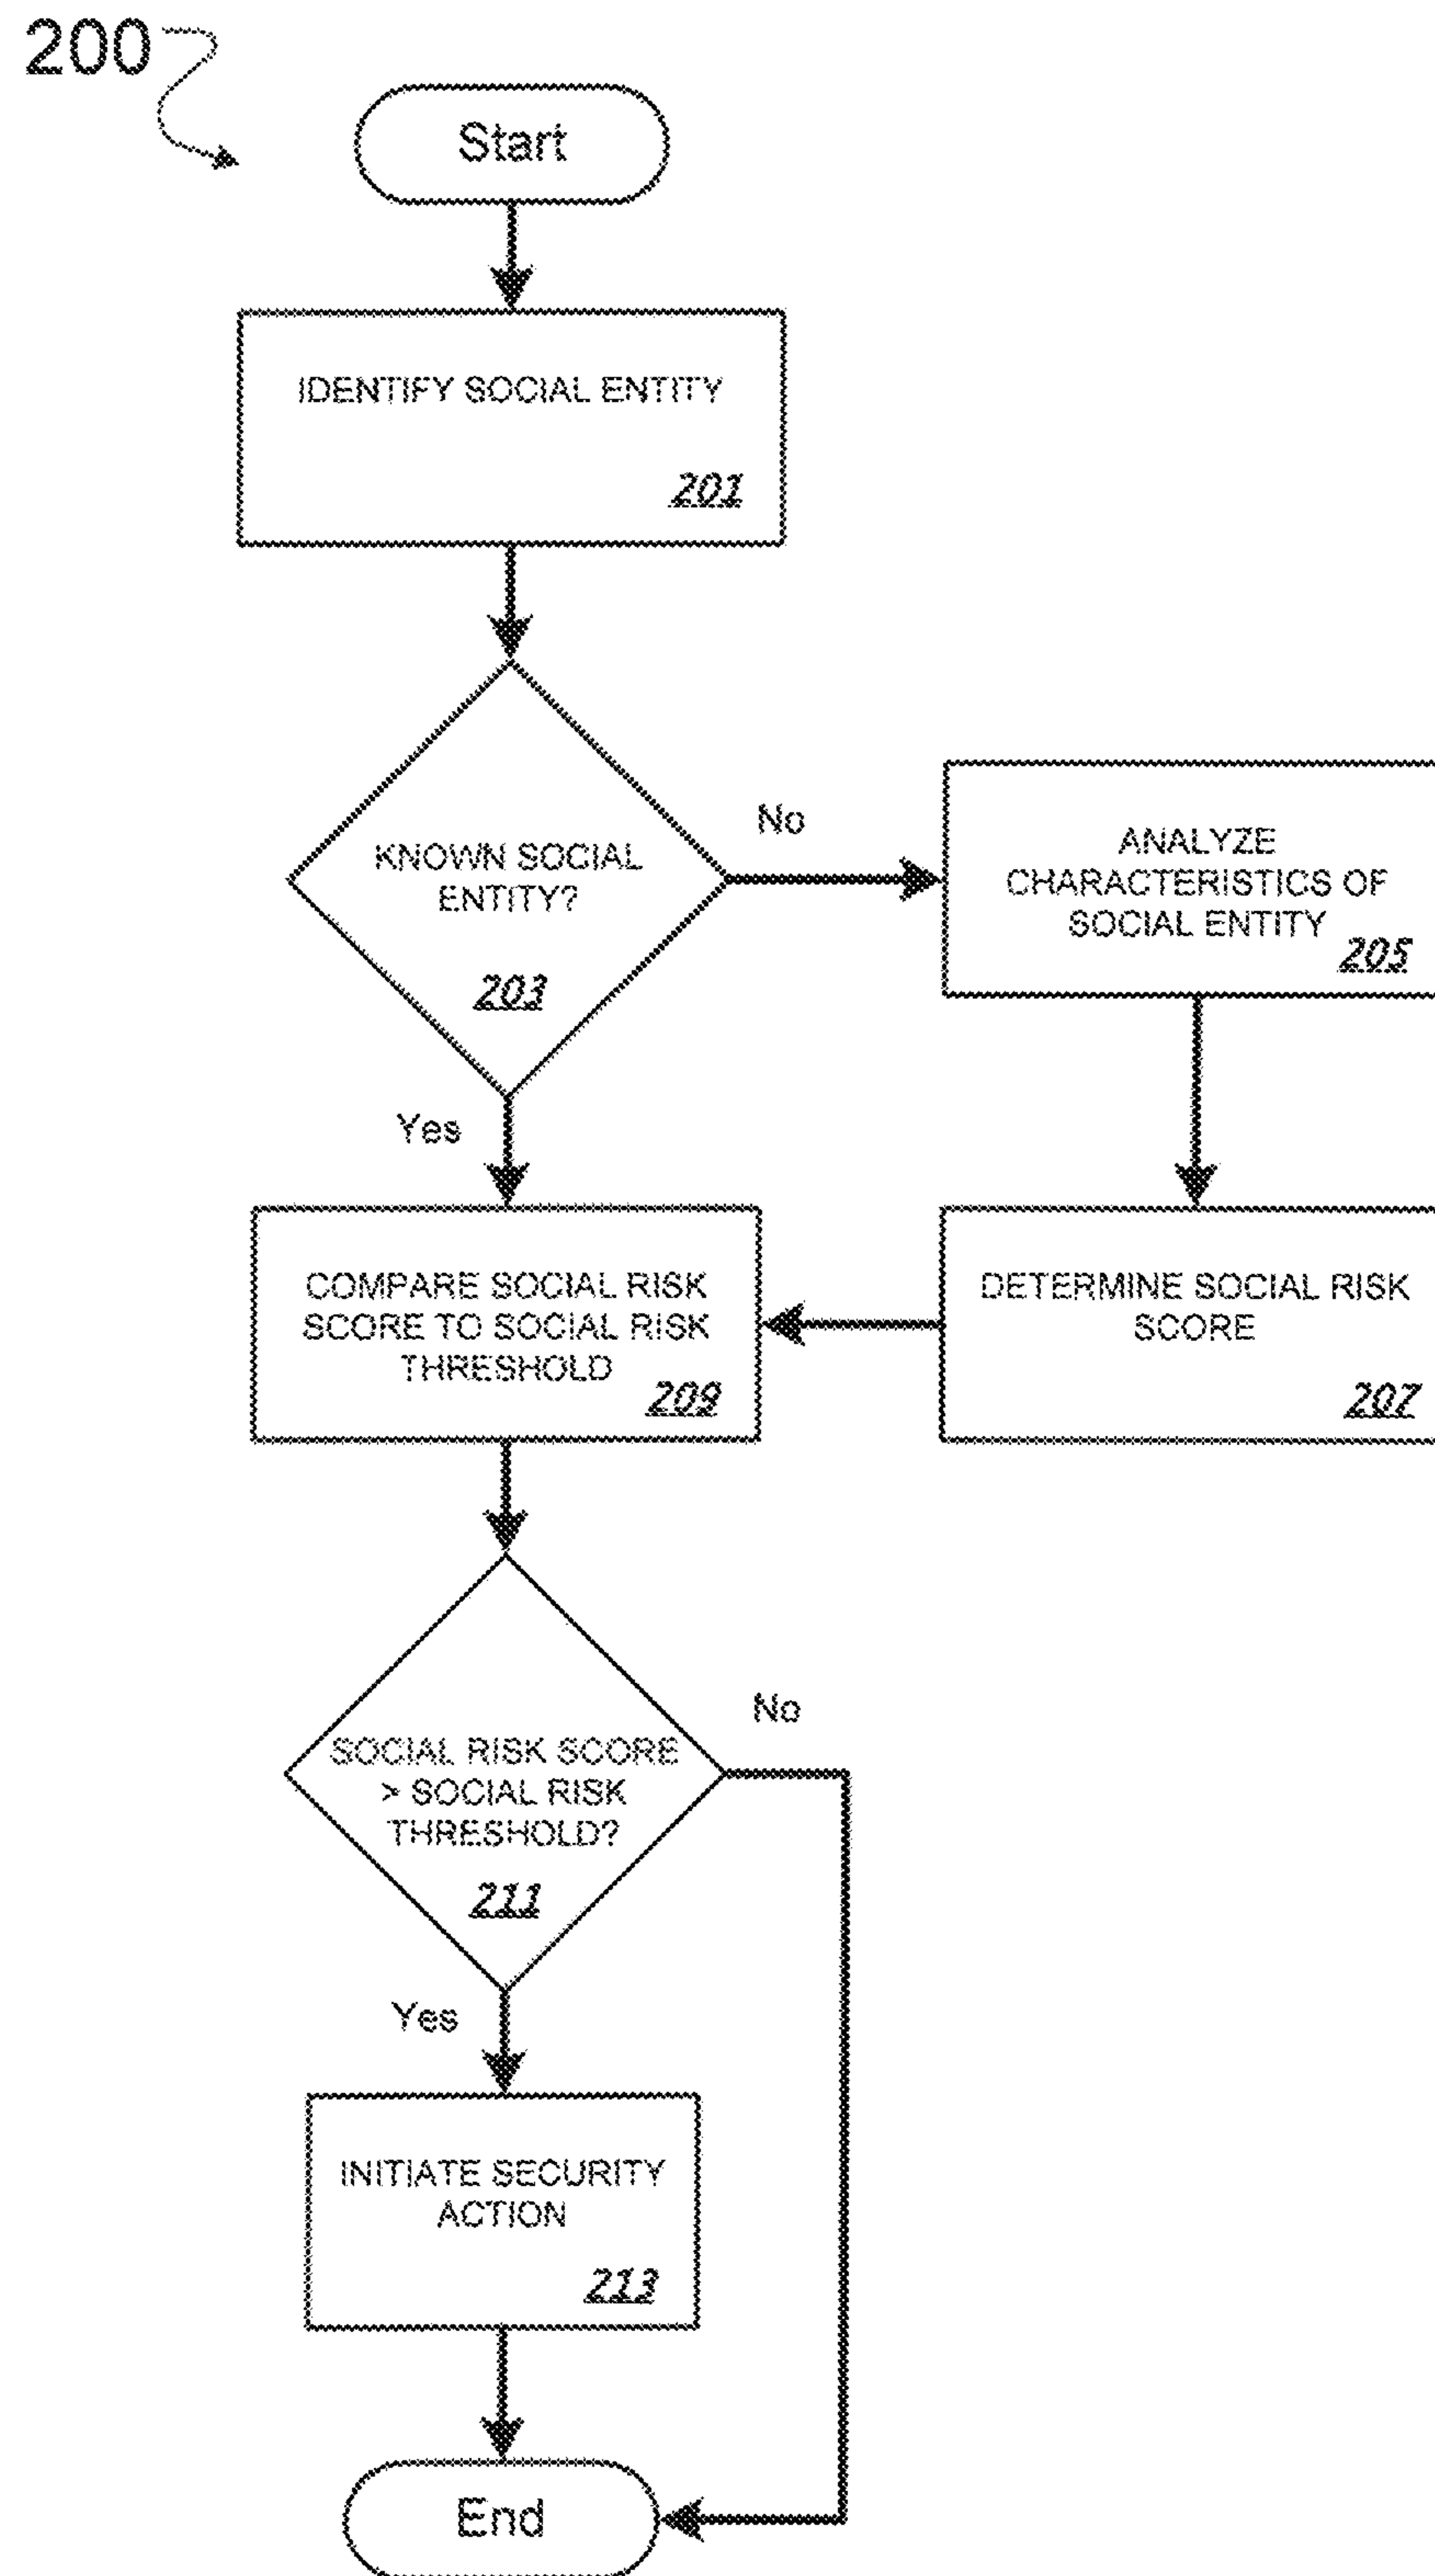 200
Start
IDENTIFY SOCIAL ENTITY
201
KNOWN SOCIAL
ENTITY?
203
No
ANALYZE
CHARACTERISTICS OF
SOCIAL ENTITY
205
Yes
COMPARE SOCIAL RISK
SCORE TO SOCIAL RISK
THRESHOLD
209
DETERMINE SOCIAL RISK
SCORE
207
SOCIAL RISK SCORE
> SOCIAL RISK
THRESHOLD?
211
No
Yes
INITIATE SECURITY
ACTION
213
End